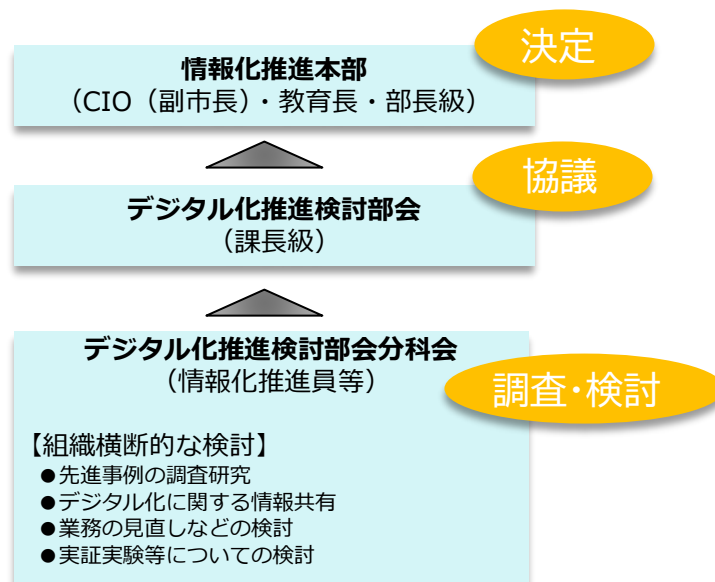 決定
情報化推進本部
（CIO（副市長）・教育長・部長級）
協議
デジタル化推進検討部会
（課長級）
デジタル化推進検討部会分科会
（情報化推進員等）
調査･検討
【組織横断的な検討】
●先進事例の調査研究
●デジタル化に関する情報共有
●業務の見直しなどの検討
●実証実験等についての検討